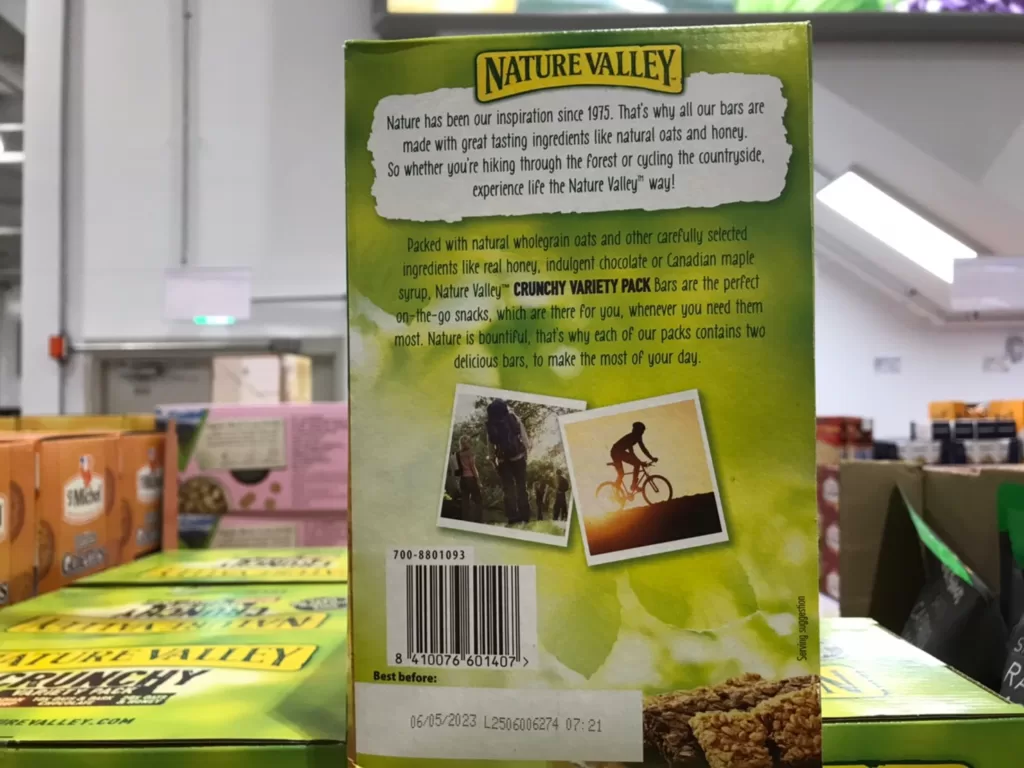 NATURE VALLEY
Nature has been our inspiration since 1975. That's why all our bars are
made with great tasting ingredients like natural oats and honey.
So whether you're hiking through the forest or cycling the countryside,
experience life the Nature Valley™ way!
Packed with natural wholegrain oats and other carefully selected
ingredients like real honey, indulgent chocolate or Canadian maple
syrup, Nature Valley™ CRUNCHY VARIETY PACK Bars are the perfect
on-the-go snacks, which are there for you, whenever you need them
most. Nature is bountiful, that's why each of our packs contains two
delicious bars, to make the most of your day.
700-8801093
8 410076 601407 >
Serving suggestion
Best before:
06/05/2023 L2506006274 07:21
St Michel
NATURE VALLEY
CRUNCHY
VARIETY PACK